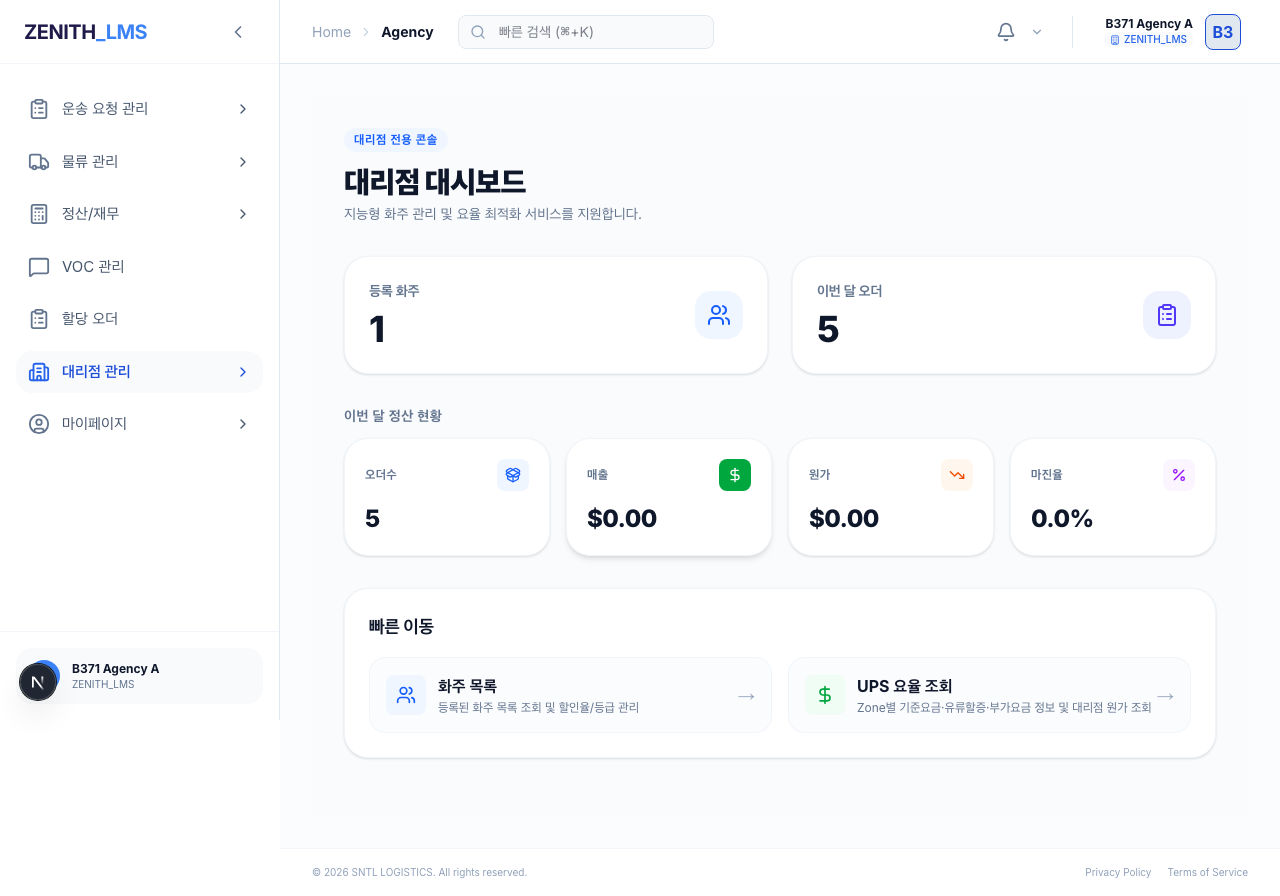 ZENITH_LMS
Home
Agency
빠른 검색 (⌘+K)
B371 Agency A
ZENITH_LMS
B3
운송 요청 관리
물류 관리
정산/재무
VOC 관리
할당 오더
대리점 관리
마이페이지
B371 Agency A
ZENITH_LMS
N
대리점 전용 콘솔
대리점 대시보드
지능형 화주 관리 및 요율 최적화 서비스를 지원합니다.
등록 화주
1
이번 달 오더
5
이번 달 정산 현황
오더수
5
매출
$0.00
원가
$0.00
마진율
0.0%
빠른 이동
화주 목록
등록된 화주 목록 조회 및 할인율/등급 관리
→
UPS 요율 조회
Zone별 기준요금·유류할증·부가요금 정보 및 대리점 원가 조회
→
© 2026 SNTL LOGISTICS. All rights reserved.
Privacy Policy
Terms of Service